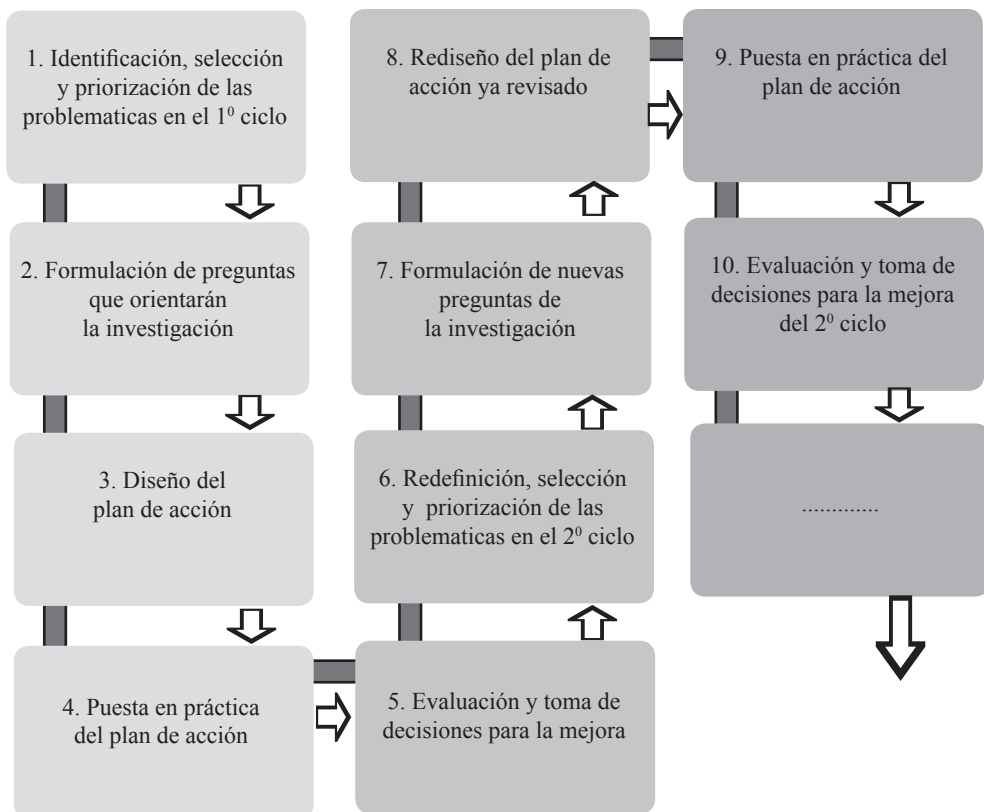 1. Identificación, selección
y priorización de las
problematicas en el 1⁰ ciclo
2. Formulación de preguntas
que orientarán
la investigación
3. Diseño del
plan de acción
4. Puesta en práctica
del plan de acción
5. Evaluación y toma de
decisiones para la mejora
6. Redefinición, selección
y priorización de las
problematicas en el 2⁰ ciclo
7. Formulación de nuevas
preguntas de
la investigación
8. Rediseño del plan de
acción ya revisado
9. Puesta en práctica del
plan de acción
10. Evaluación y toma de
decisiones para la mejora
del 2⁰ ciclo
.............